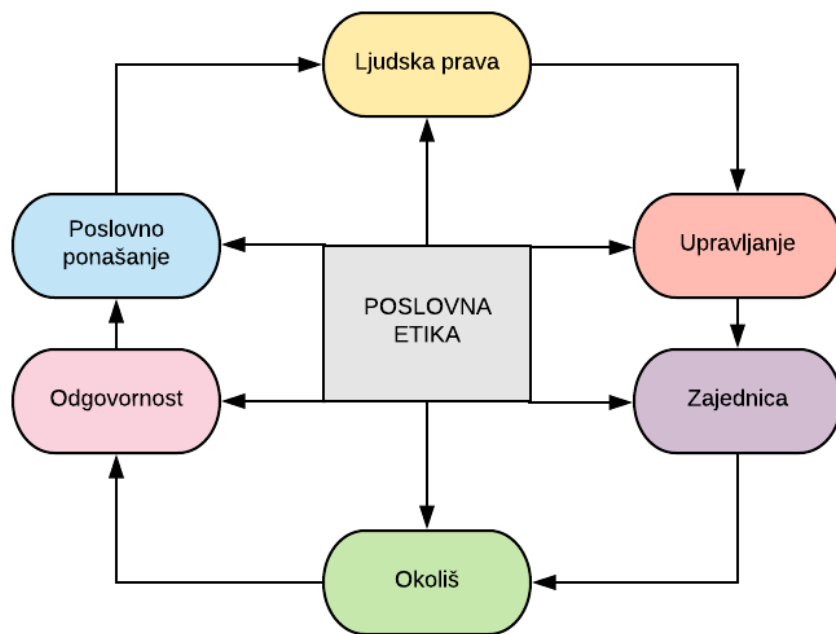 Ljudska prava
Poslovno
ponašanje
Upravljanje
POSLOVNA
ETIKA
Odgovornost
Zajednica
Okoliš